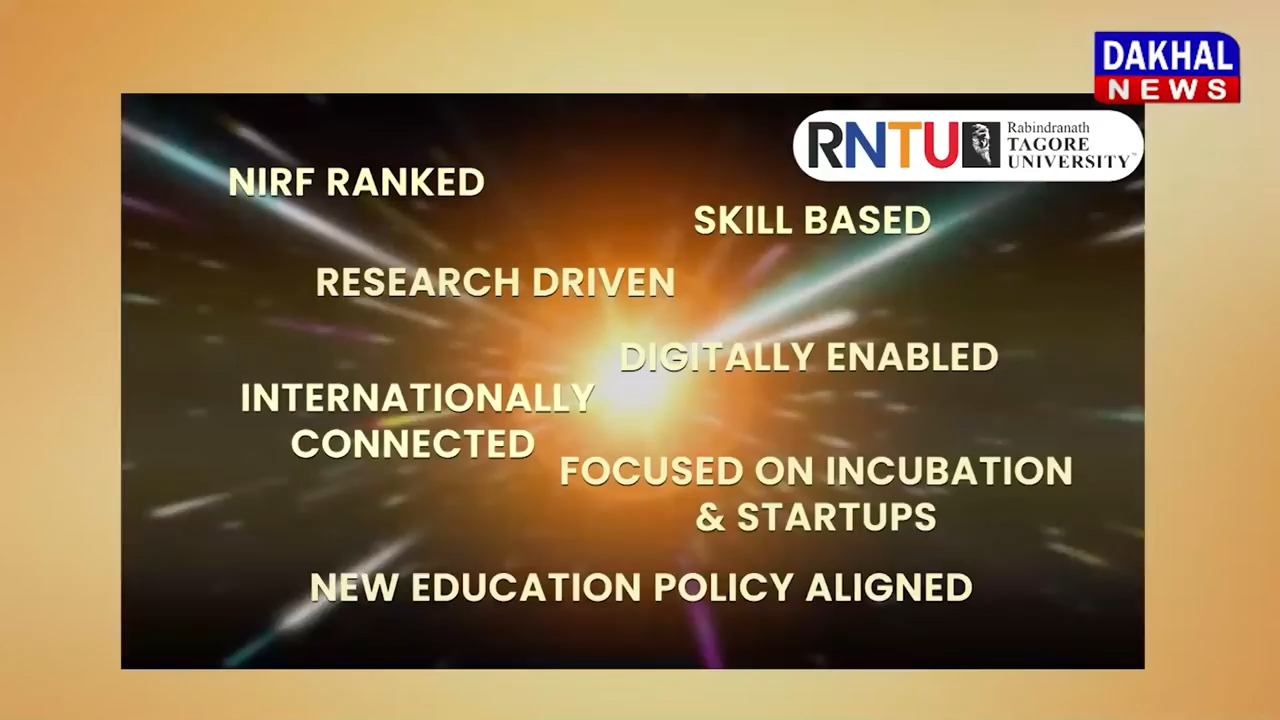 DAKHAL
NEWS
RNTU
Rabindranath
TAGORE
UNIVERSITY™
NIRF RANKED
SKILL BASED
RESEARCH DRIVEN
DIGITALLY ENABLED
INTERNATIONALLY
CONNECTED
FOCUSED ON INCUBATION
& STARTUPS
NEW EDUCATION POLICY ALIGNED